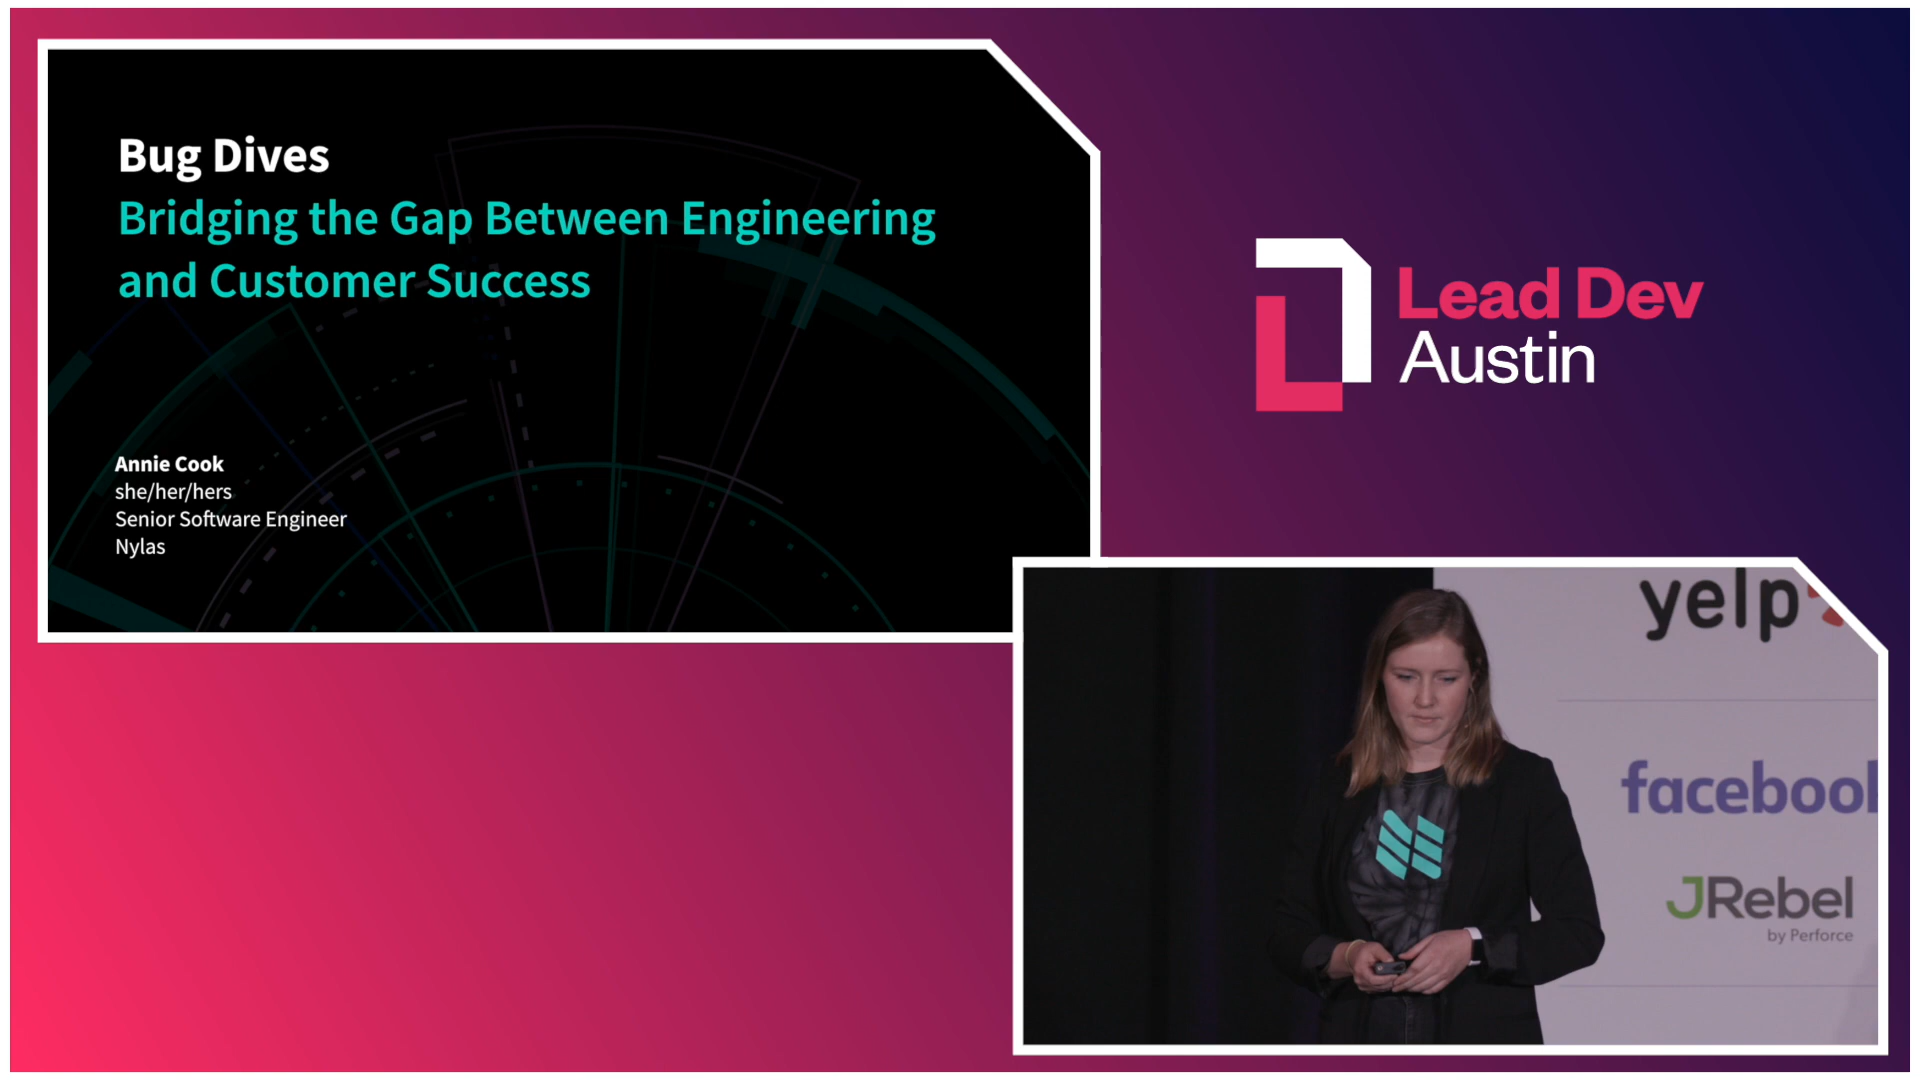 Bug Dives
Bridging the Gap Between Engineering
and Customer Success
Annie Cook
she/her/hers
Senior Software Engineer
Nylas
Lead Dev
Austin
yelp
facebook
JRebel
by Perforce